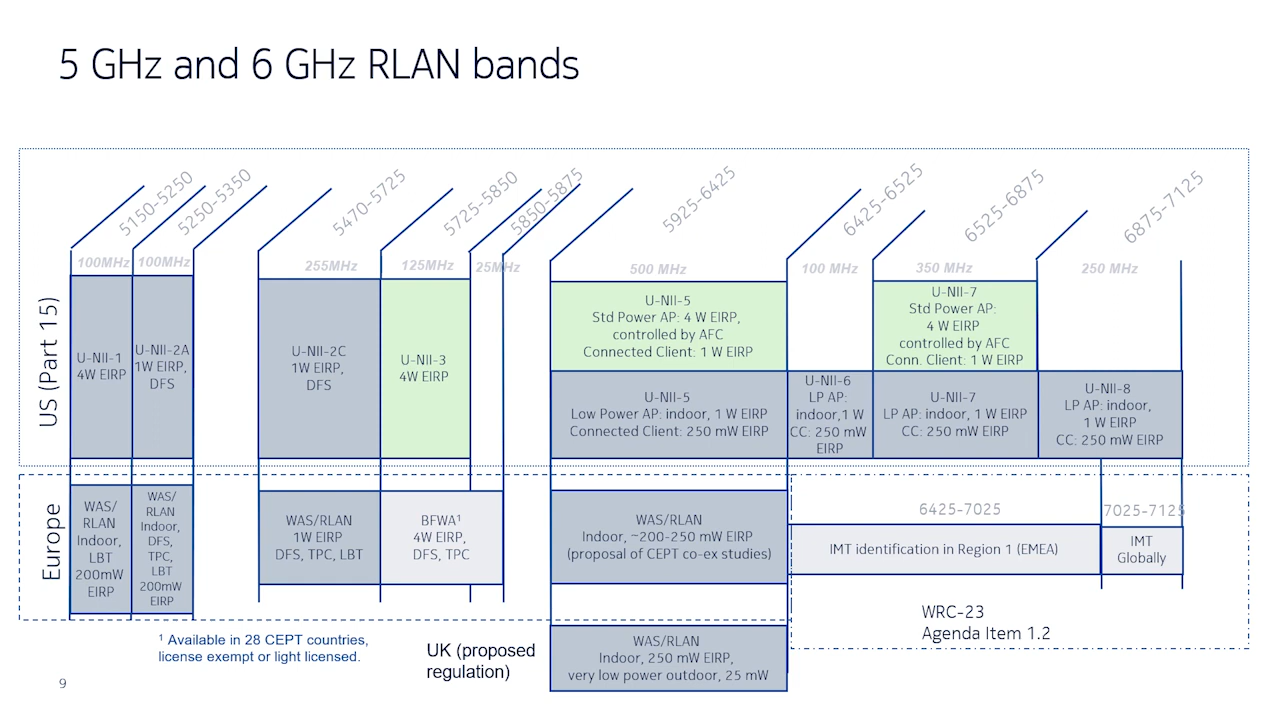 5 GHz and 6 GHz RLAN bands
5150-5250
5250-5350
5470-5725
5725-5850
5850-5875
5925-6425
6425-6525
6525-6875
6875-7125
100MHz
100MHz
255MHz
125MHz
25MHz
500 MHz
100 MHz
350 MHz
250 MHz
US (Part 15)
U-NII-1
4W EIRP
U-NII-2A
1W EIRP,
DFS
U-NII-2C
1W EIRP,
DFS
U-NII-3
4W EIRP
U-NII-5
Std Power AP: 4 W EIRP,
controlled by AFC
Connected Client: 1 W EIRP
U-NII-7
Std Power AP:
4 W EIRP
controlled by AFC
Conn. Client: 1 W EIRP
U-NII-5
Low Power AP: indoor, 1 W EIRP
Connected Client: 250 mW EIRP
U-NII-6
LP AP:
indoor,1 W
CC: 250 mW
EIRP
U-NII-7
LP AP: indoor, 1 W EIRP
CC: 250 mW EIRP
U-NII-8
LP AP: indoor,
1 W EIRP
CC: 250 mW EIRP
Europe
WAS/
RLAN
Indoor,
LBT
200mW
EIRP
WAS/
RLAN
Indoor,
DFS,
TPC,
LBT
200mW
EIRP
WAS/RLAN
1W EIRP
DFS, TPC, LBT
BFWA¹
4W EIRP,
DFS, TPC
WAS/RLAN
Indoor, ~200-250 mW EIRP
(proposal of CEPT co-ex studies)
6425-7025
IMT identification in Region 1 (EMEA)
7025-7125
IMT
Globally
WRC-23
Agenda Item 1.2
¹ Available in 28 CEPT countries,
license exempt or light licensed.
UK (proposed
regulation)
WAS/RLAN
Indoor, 250 mW EIRP,
very low power outdoor, 25 mW
9